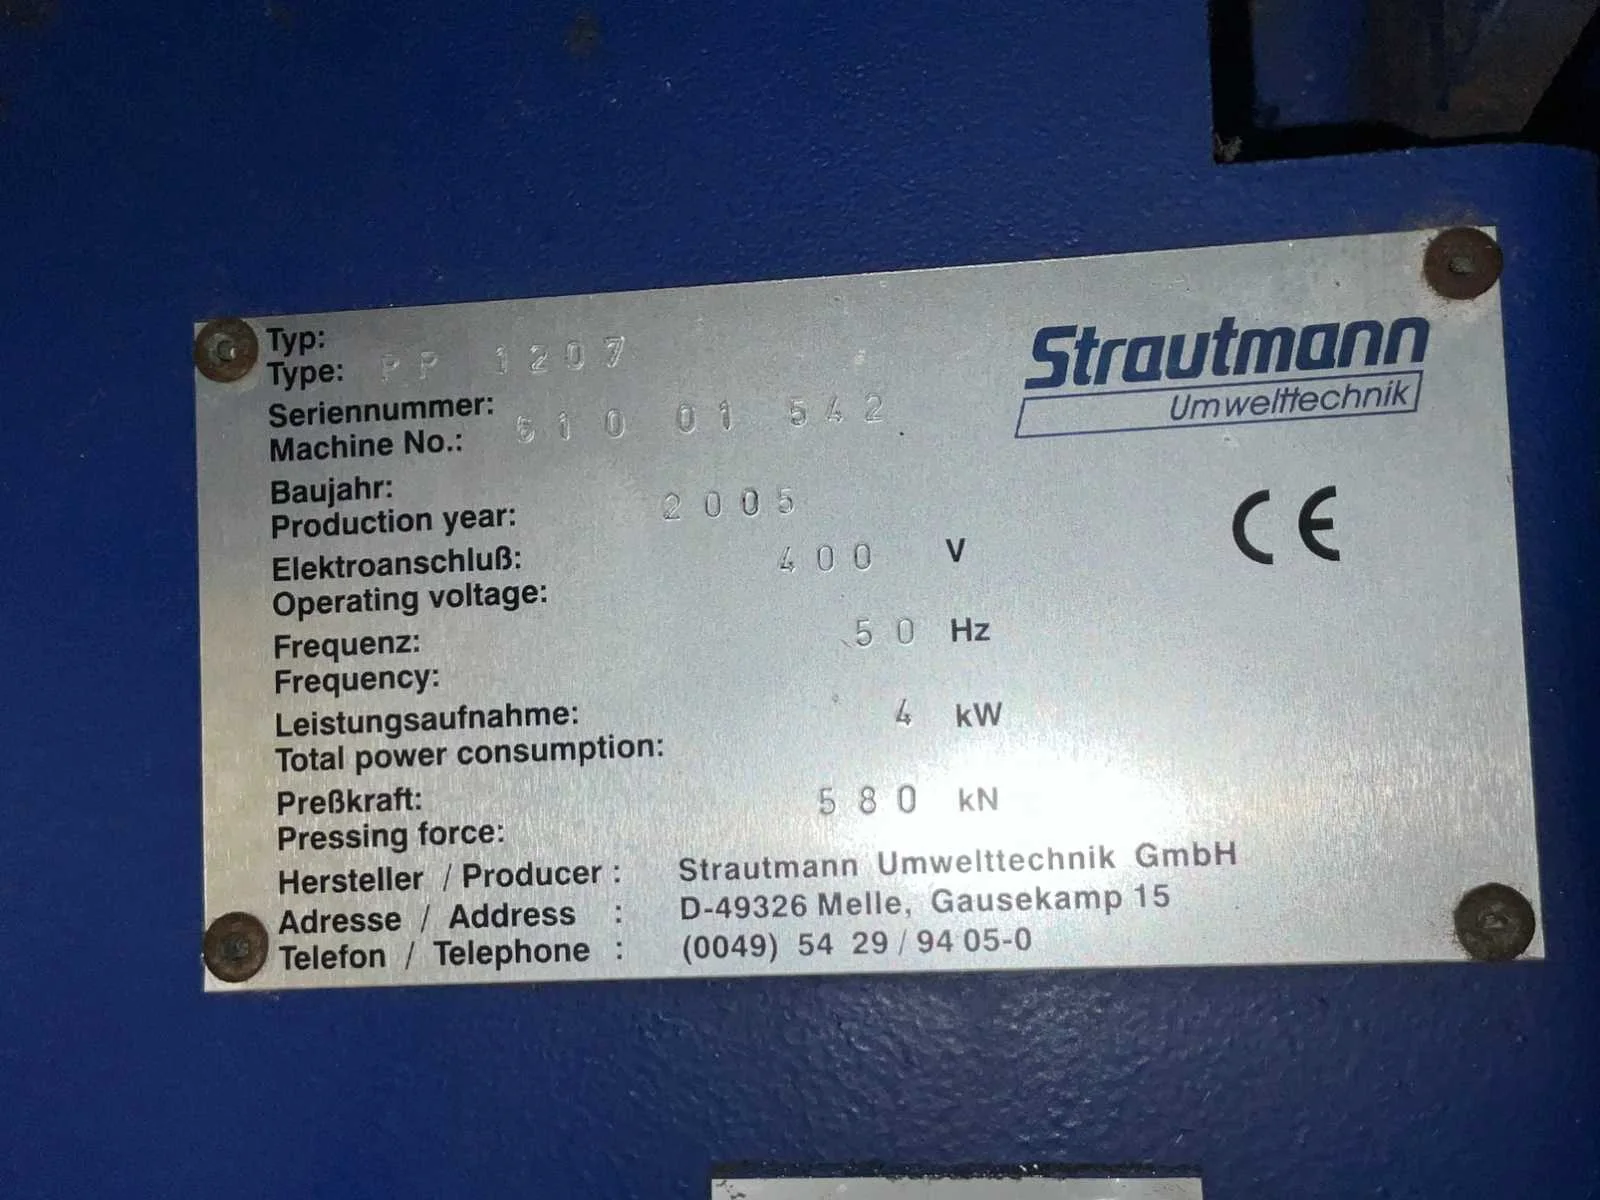 Strautmann
Umwelttechnik
CE
Typ:
Type: PP 1207
Seriennummer:
Machine No.: 610 01 542
Baujahr:
Production year: 2005
Elektroanschluß: 400 V
Operating voltage:
Frequenz: 50 Hz
Frequency:
Leistungsaufnahme: 4 kW
Total power consumption:
Preßkraft: 580 kN
Pressing force:
Hersteller / Producer : Strautmann Umwelttechnik GmbH
Adresse / Address : D-49326 Melle, Gausekamp 15
Telefon / Telephone : (0049) 54 29 / 94 05-0